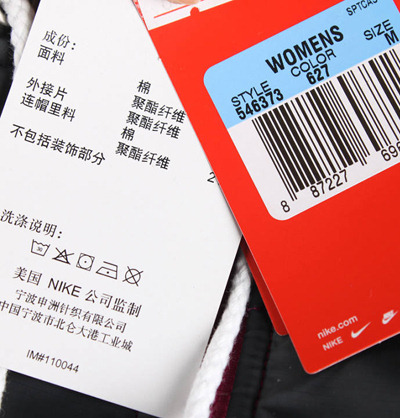 成份:
面料
外接片 棉
连帽里料 聚酯纤维
聚酯纤维
不包括装饰部分 棉
聚酯纤维
2
洗涤说明:
美国 NIKE 公司监制
宁波申洲针织有限公司
中国宁波市北仑大港工业城
IM#110044
SPTCAS
WOMENS
STYLE COLOR SIZE
546373 627 M
8 87227 698
nike.com
NIKE